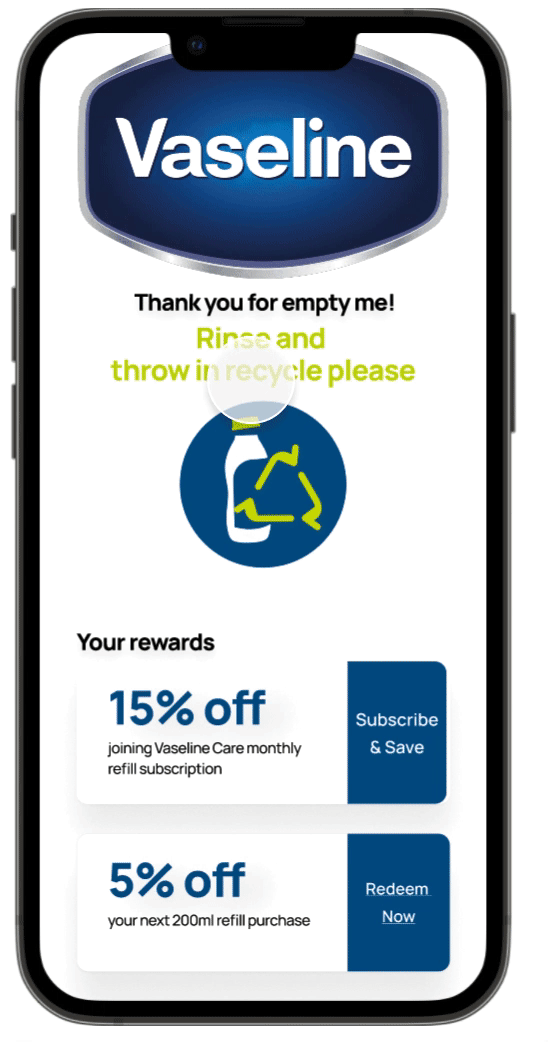 Vaseline
Thank you for empty me!
Rinse and
throw in recycle please
Your rewards
15% off
joining Vaseline Care monthly
refill subscription
Subscribe
& Save
5% off
your next 200ml refill purchase
Redeem
Now